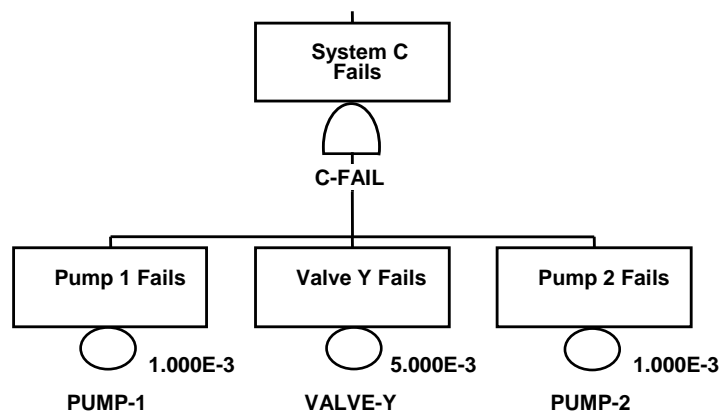 System C
Fails
C-FAIL
Pump 1 Fails
Valve Y Fails
Pump 2 Fails
1.000E-3
5.000E-3
1.000E-3
PUMP-1
VALVE-Y
PUMP-2